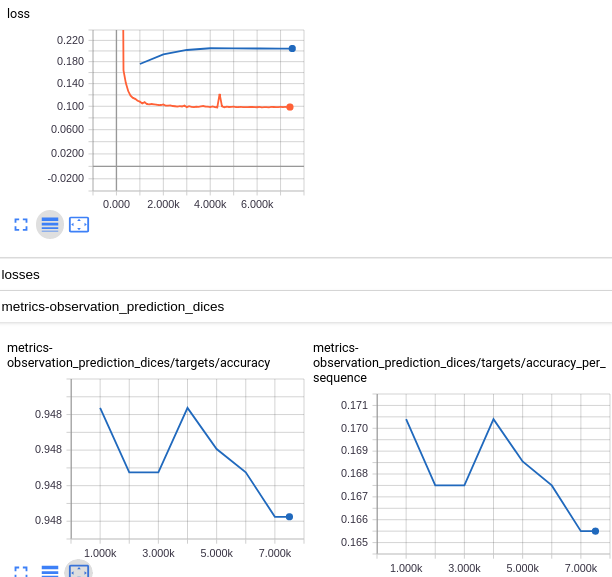 loss
0.220
0.180
0.140
0.100
0.0600
0.0200
-0.0200
0.000 2.000k 4.000k 6.000k
losses
metrics-observation_prediction_dices
metrics-
observation_prediction_dices/targets/accuracy
0.948
0.948
0.948
0.948
1.000k 3.000k 5.000k 7.000k
metrics-
observation_prediction_dices/targets/accuracy_per_
sequence
0.171
0.170
0.169
0.168
0.167
0.166
0.165
1.000k 3.000k 5.000k 7.000k